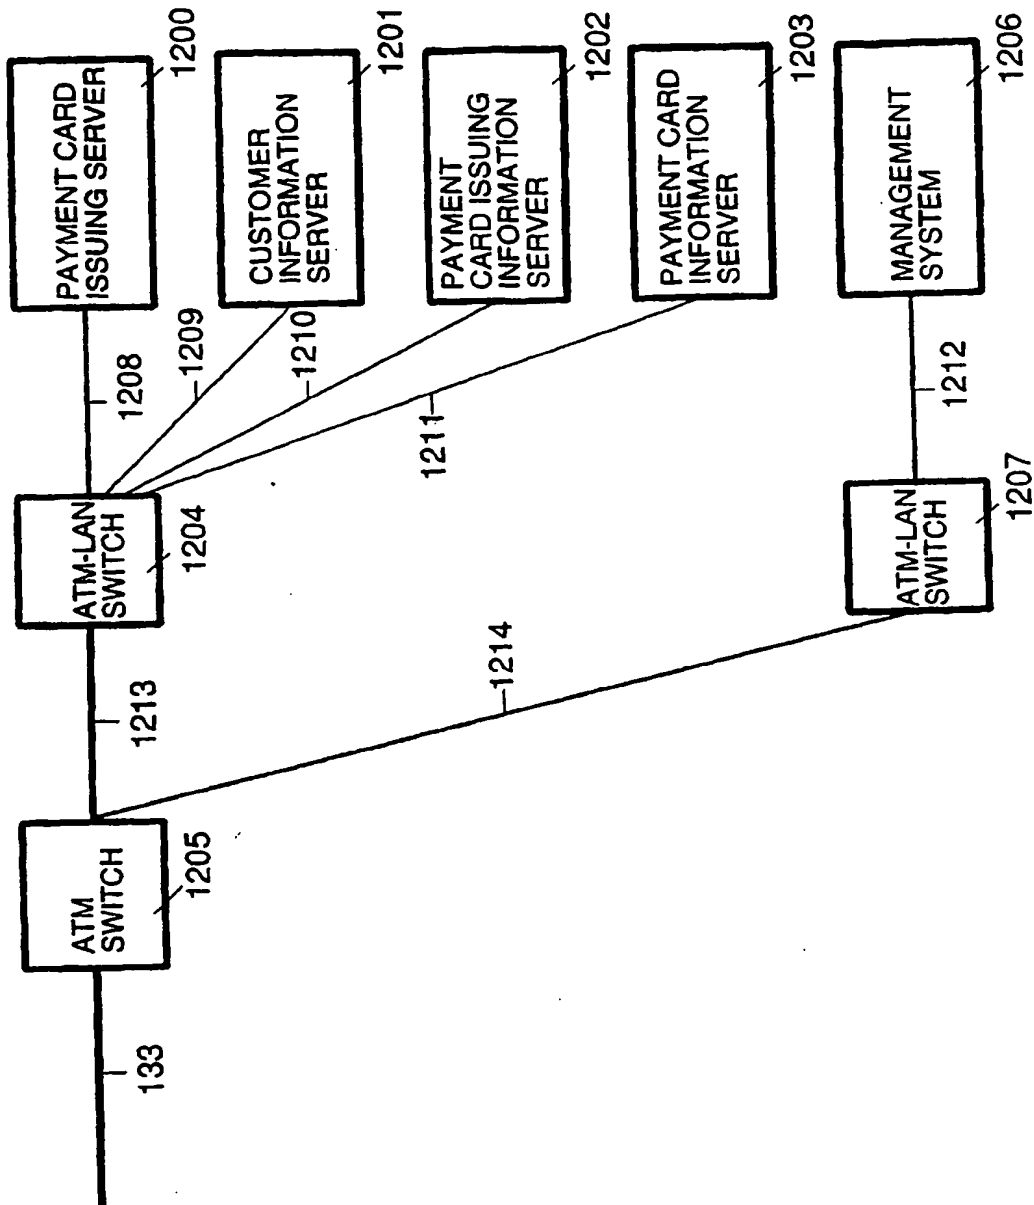 PAYMENT CARD
ISSUING SERVER
1200
CUSTOMER
INFORMATION
SERVER
1201
PAYMENT
CARD ISSUING
INFORMATION
SERVER
1202
PAYMENT CARD
INFORMATION
SERVER
1203
MANAGEMENT
SYSTEM
1206
1208
1209
1210
1211
1212
ATM-LAN
SWITCH
1204
ATM-LAN
SWITCH
1207
1213
1214
ATM
SWITCH
1205
133